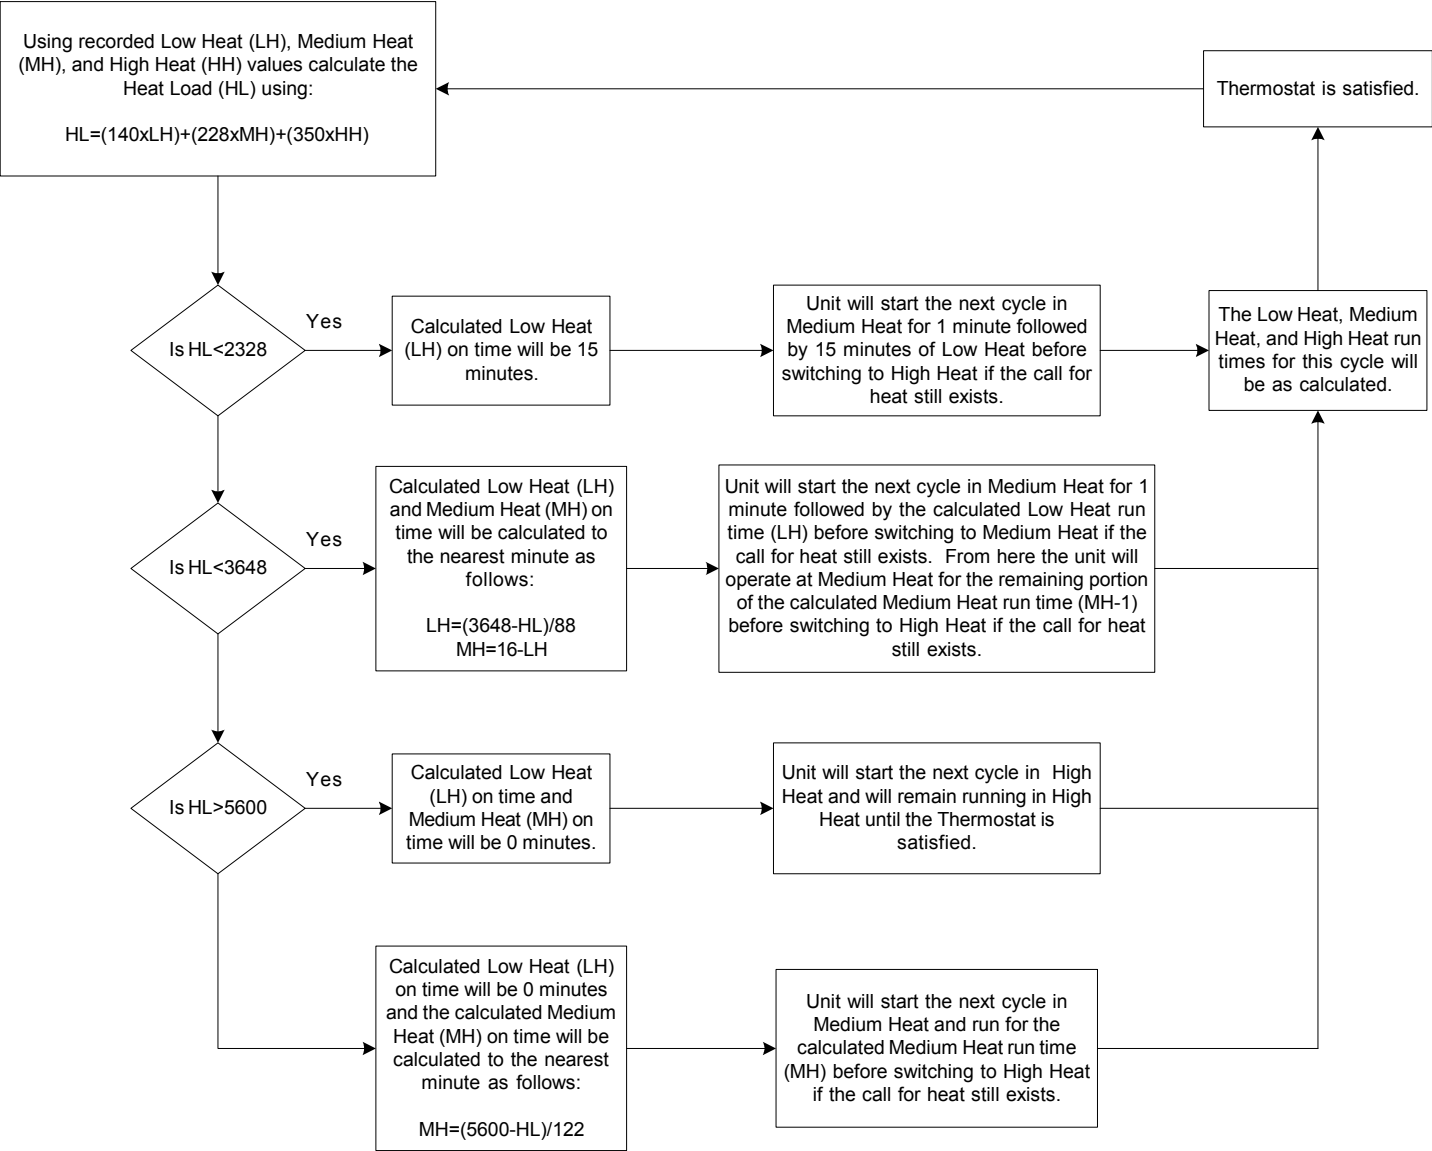 Using recorded Low Heat (LH), Medium Heat
(MH), and High Heat (HH) values calculate the
Heat Load (HL) using:
HL=(140xLH)+(228xMH)+(350xHH)
Thermostat is satisfied.
Is HL<2328
Yes
Calculated Low Heat
(LH) on time will be 15
minutes.
Unit will start the next cycle in
Medium Heat for 1 minute followed
by 15 minutes of Low Heat before
switching to High Heat if the call for
heat still exists.
The Low Heat, Medium
Heat, and High Heat run
times for this cycle will
be as calculated.
Is HL<3648
Yes
Calculated Low Heat (LH)
and Medium Heat (MH) on
time will be calculated to
the nearest minute as
follows:
LH=(3648-HL)/88
MH=16-LH
Unit will start the next cycle in Medium Heat for 1
minute followed by the calculated Low Heat run
time (LH) before switching to Medium Heat if the
call for heat still exists.  From here the unit will
operate at Medium Heat for the remaining portion
of the calculated Medium Heat run time (MH-1)
before switching to High Heat if the call for heat
still exists.
Is HL>5600
Yes
Calculated Low Heat
(LH) on time and
Medium Heat (MH) on
time will be 0 minutes.
Unit will start the next cycle in  High
Heat and will remain running in High
Heat until the Thermostat is
satisfied.
Calculated Low Heat (LH)
on time will be 0 minutes
and the calculated Medium
Heat (MH) on time will be
calculated to the nearest
minute as follows:
MH=(5600-HL)/122
Unit will start the next cycle in
Medium Heat and run for the
calculated Medium Heat run time
(MH) before switching to High Heat
if the call for heat still exists.